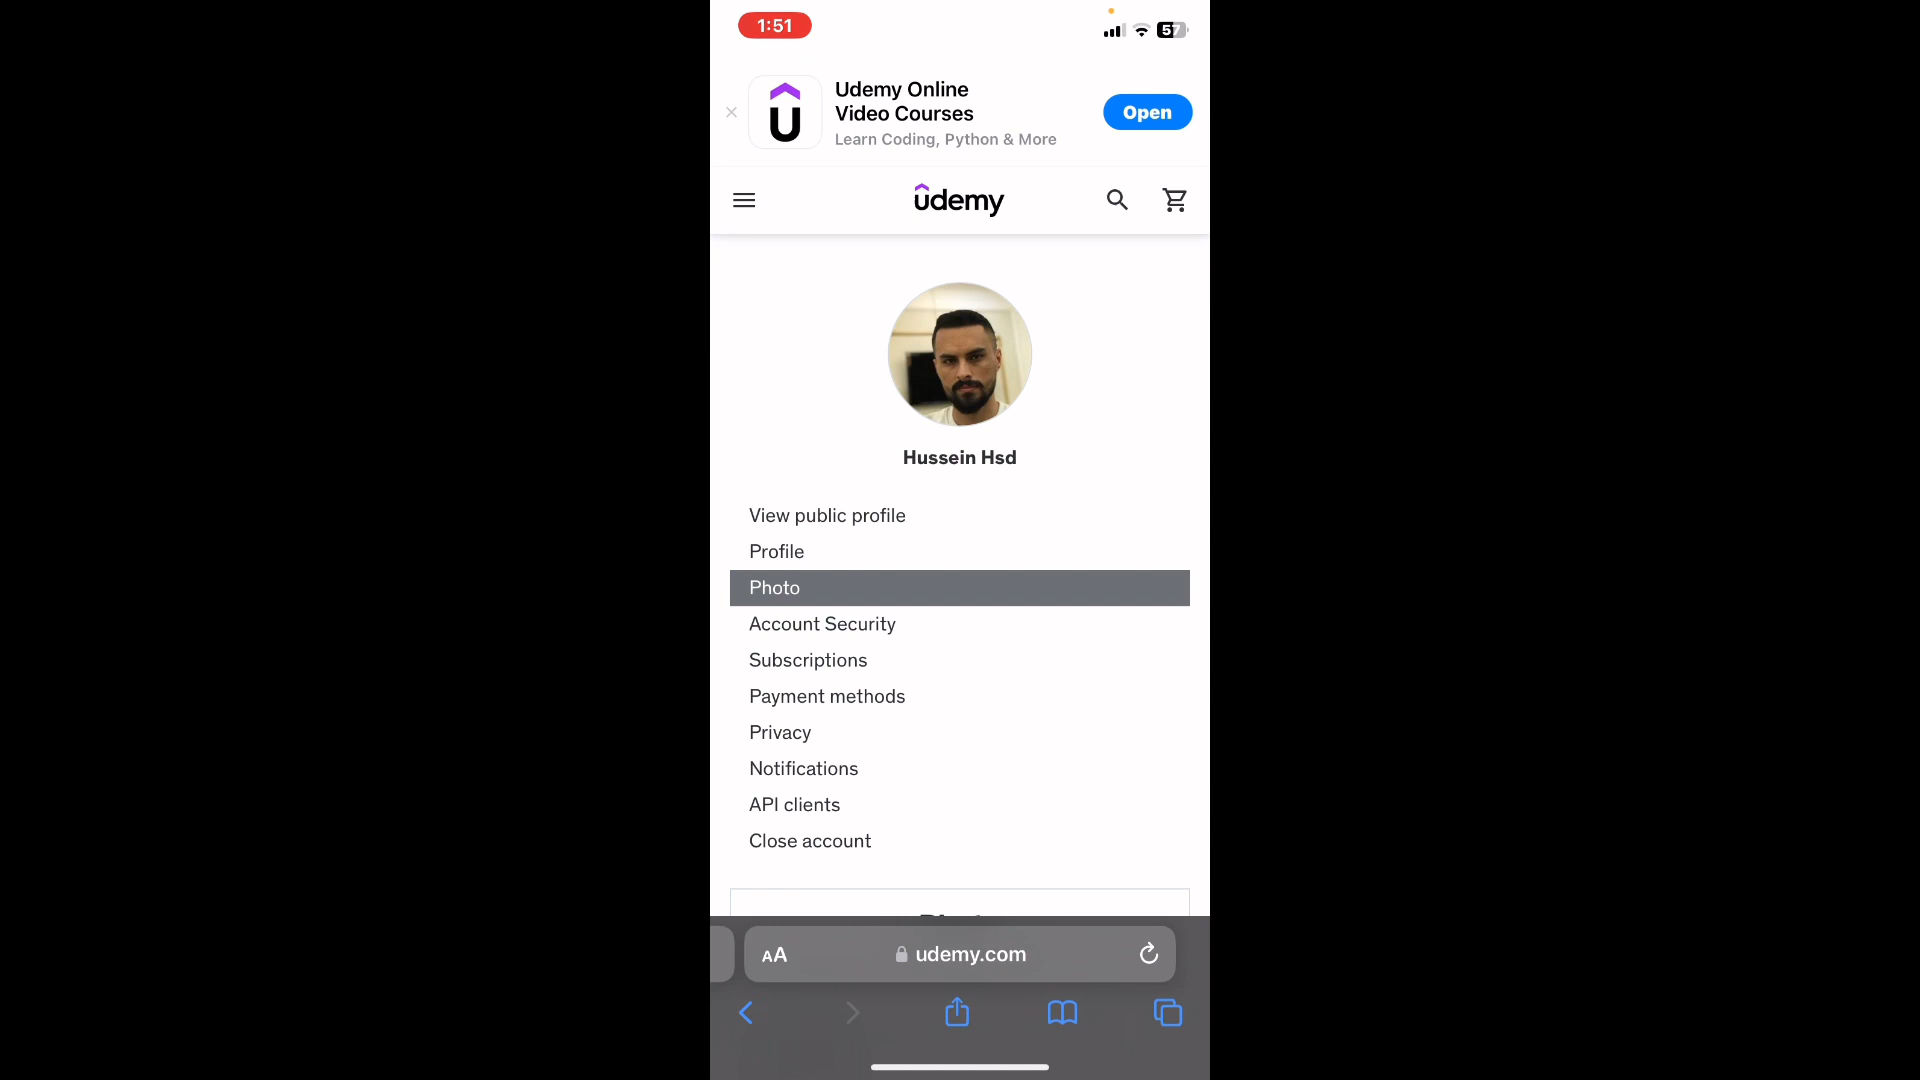 1:51
57
Udemy Online
Video Courses
Learn Coding, Python & More
Open
udemy
Hussein Hsd
View public profile
Profile
Photo
Account Security
Subscriptions
Payment methods
Privacy
Notifications
API clients
Close account
AA
udemy.com